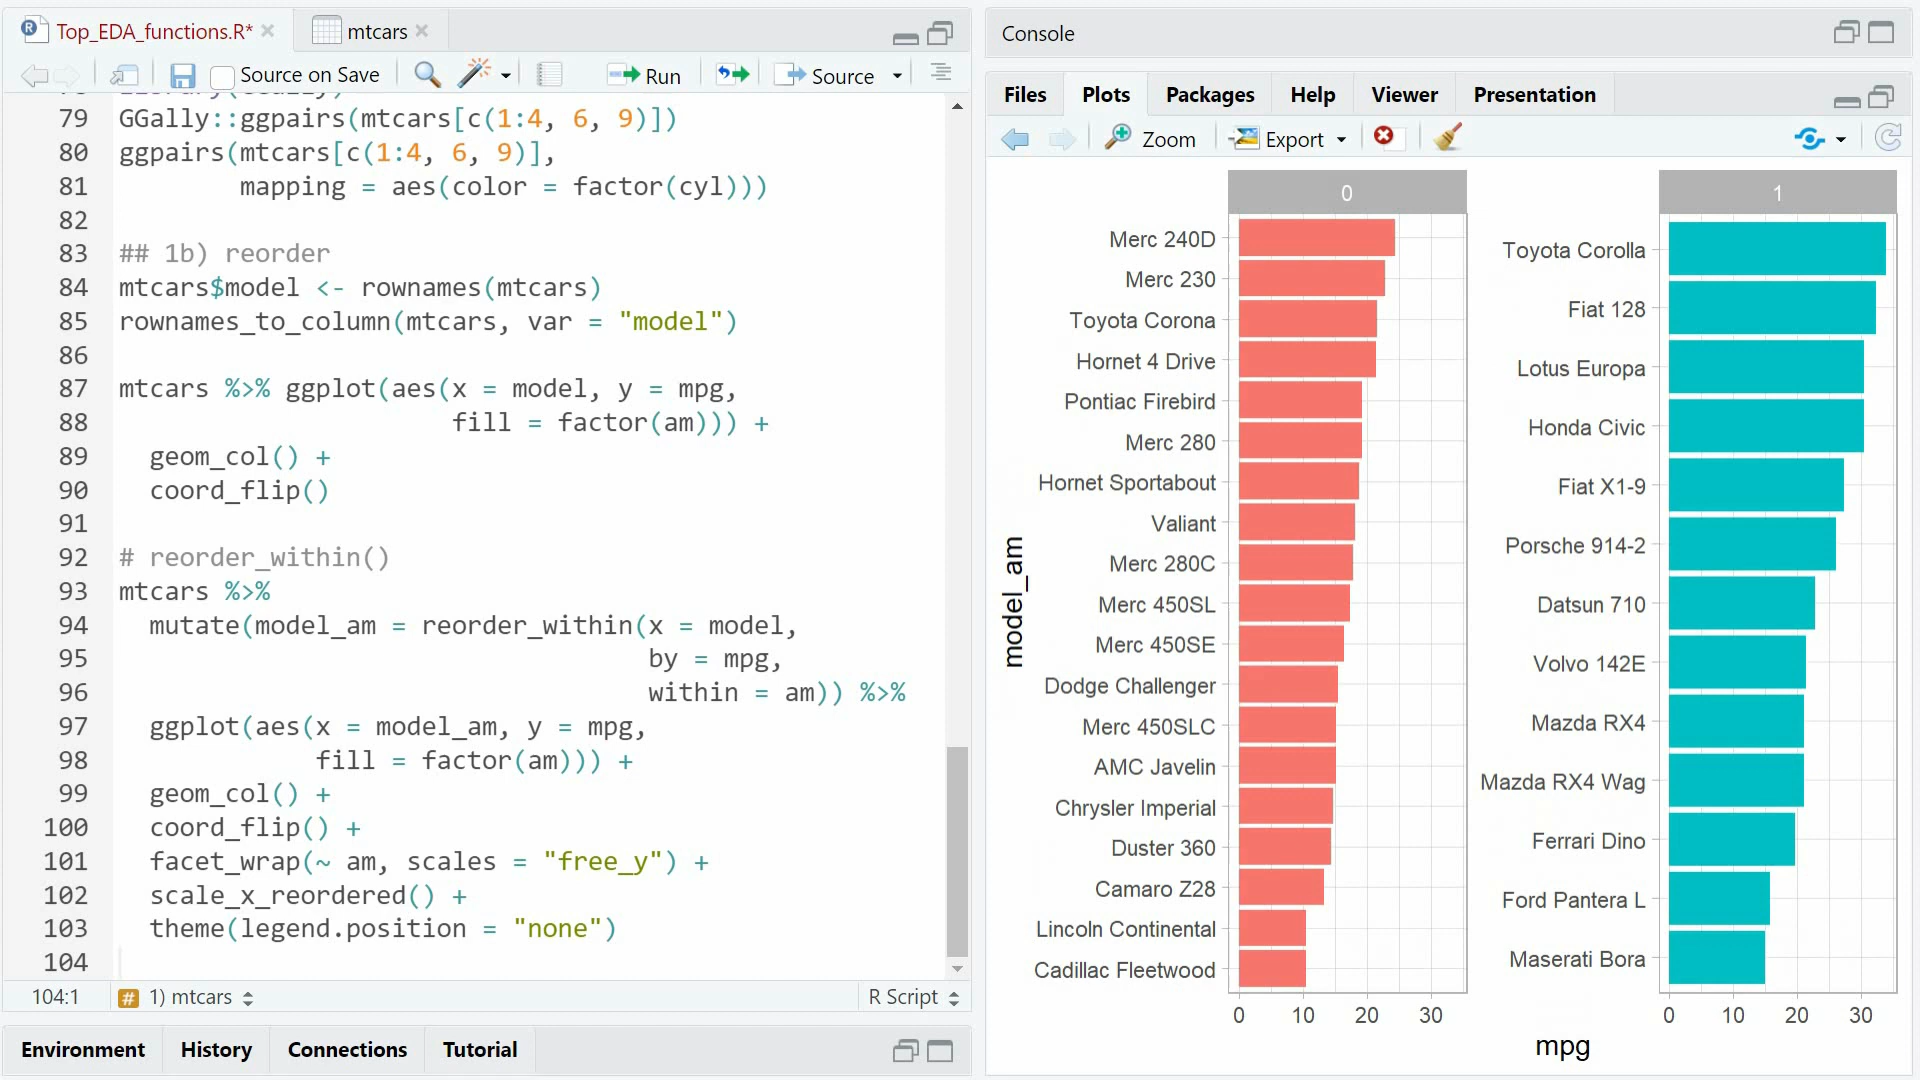 Top_EDA_functions.R*
mtcars
Source on Save
Run
Source
79 GGally::ggpairs(mtcars[c(1:4, 6, 9)])
80 ggpairs(mtcars[c(1:4, 6, 9)],
81 mapping = aes(color = factor(cyl)))
82
83 ## 1b) reorder
84 mtcars$model <- rownames(mtcars)
85 rownames_to_column(mtcars, var = "model")
86
87 mtcars %>% ggplot(aes(x = model, y = mpg,
88 fill = factor(am))) +
89 geom_col() +
90 coord_flip()
91
92 # reorder_within()
93 mtcars %>%
94 mutate(model_am = reorder_within(x = model,
95 by = mpg,
96 within = am)) %>%
97 ggplot(aes(x = model_am, y = mpg,
98 fill = factor(am))) +
99 geom_col() +
100 coord_flip() +
101 facet_wrap(~ am, scales = "free_y") +
102 scale_x_reordered() +
103 theme(legend.position = "none")
104
104:1
# 1) mtcars
R Script
Environment
History
Connections
Tutorial
Console
Files
Plots
Packages
Help
Viewer
Presentation
Zoom
Export
model_am
0
Merc 240D
Merc 230
Toyota Corona
Hornet 4 Drive
Pontiac Firebird
Merc 280
Hornet Sportabout
Valiant
Merc 280C
Merc 450SL
Merc 450SE
Dodge Challenger
Merc 450SLC
AMC Javelin
Chrysler Imperial
Duster 360
Camaro Z28
Lincoln Continental
Cadillac Fleetwood
0 10 20 30
1
Toyota Corolla
Fiat 128
Lotus Europa
Honda Civic
Fiat X1-9
Porsche 914-2
Datsun 710
Volvo 142E
Mazda RX4
Mazda RX4 Wag
Ferrari Dino
Ford Pantera L
Maserati Bora
0 10 20 30
mpg